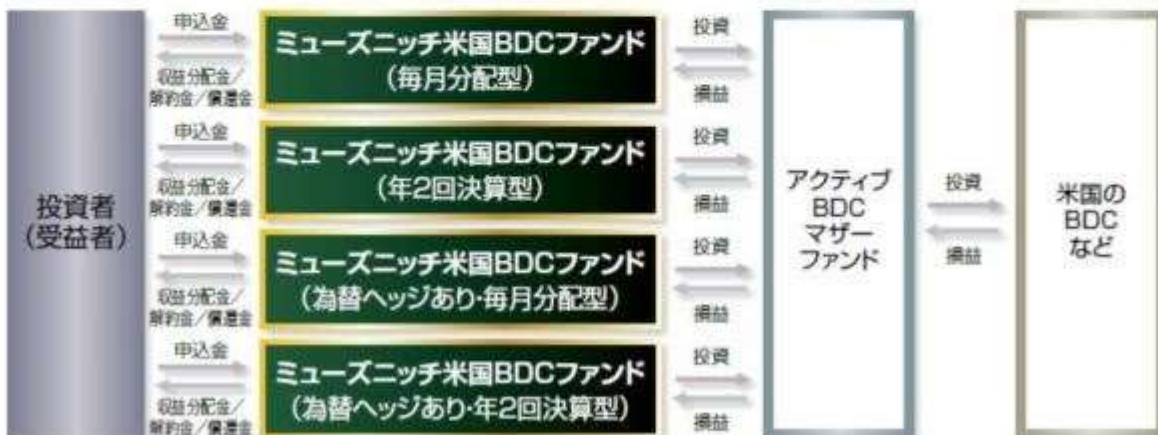 投資者
(受益者)
申込金
収益分配金/
解約金/償還金
ミューズニッチ米国BDCファンド
(毎月分配型)
投資
損益
申込金
収益分配金/
解約金/償還金
ミューズニッチ米国BDCファンド
(年2回決算型)
投資
損益
申込金
収益分配金/
解約金/償還金
ミューズニッチ米国BDCファンド
(為替ヘッジあり・毎月分配型)
投資
損益
申込金
収益分配金/
解約金/償還金
ミューズニッチ米国BDCファンド
(為替ヘッジあり・年2回決算型)
投資
損益
アクティブ
BDC
マザー
ファンド
投資
損益
米国の
BDC
など